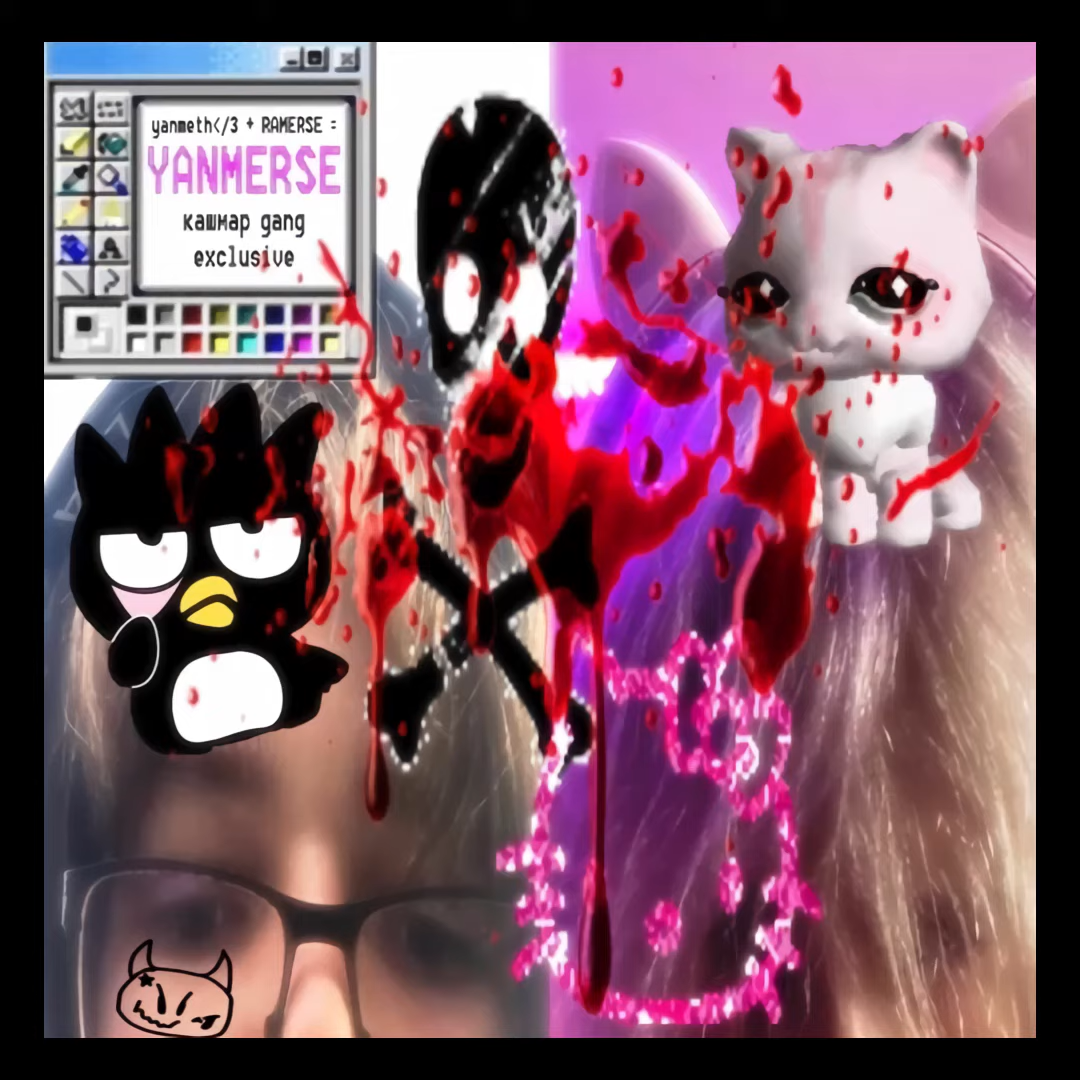 yanmeth</3 + RAMERSE =
YANMERSE
кашмар gang
exclusive